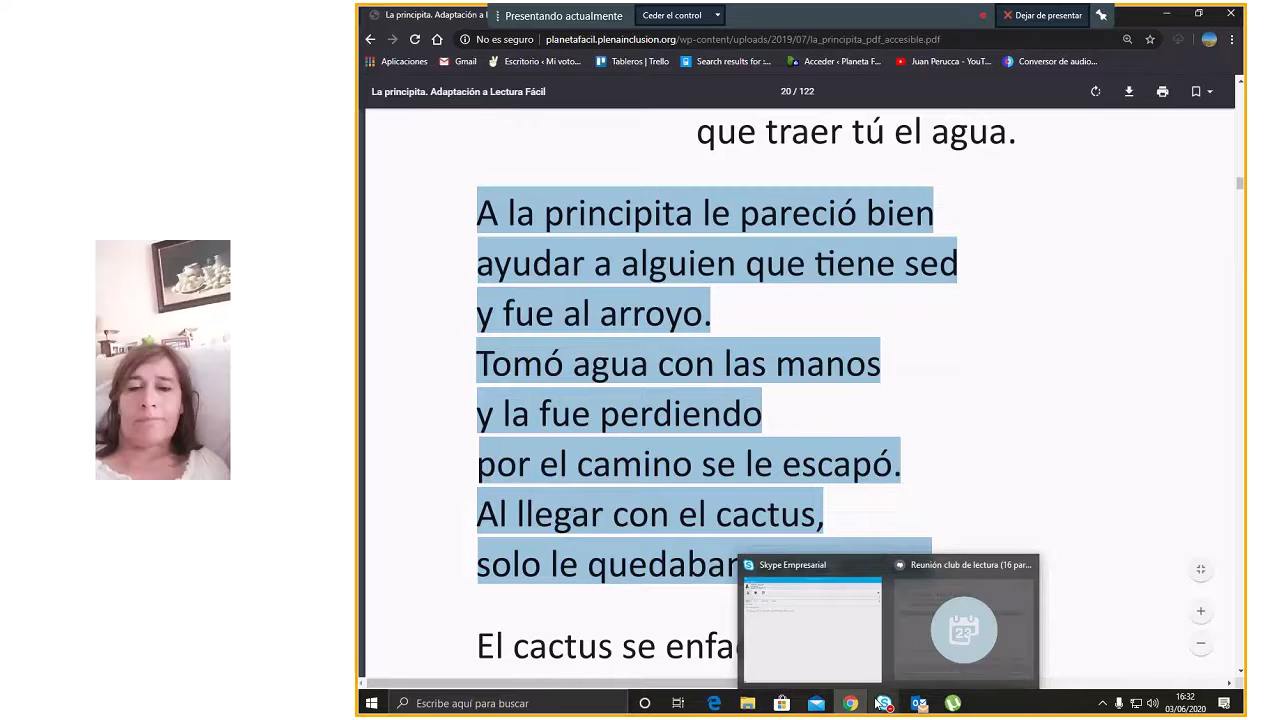 La principita. Adaptación a L
Presentando actualmente
Ceder el control
Dejar de presentar
No es seguro
planetafacil.plenainclusion.org/wp-content/uploads/2019/07/la_principita_pdf_accesible.pdf
Aplicaciones
Gmail
Escritorio ‹ Mi voto...
Tableros | Trello
Search results for :...
Acceder ‹ Planeta F...
Juan Perucca - YouT...
Conversor de audio...
La principita. Adaptación a Lectura Fácil
20 / 122
que traer tú el agua.
A la principita le pareció bien
ayudar a alguien que tiene sed
y fue al arroyo.
Tomó agua con las manos
y la fue perdiendo
por el camino se le escapó.
Al llegar con el cactus,
solo le quedaban
El cactus se enfa
Skype Empresarial
Reunión club de lectura (16 par...
23
Escribe aquí para buscar
16:32
03/06/2020